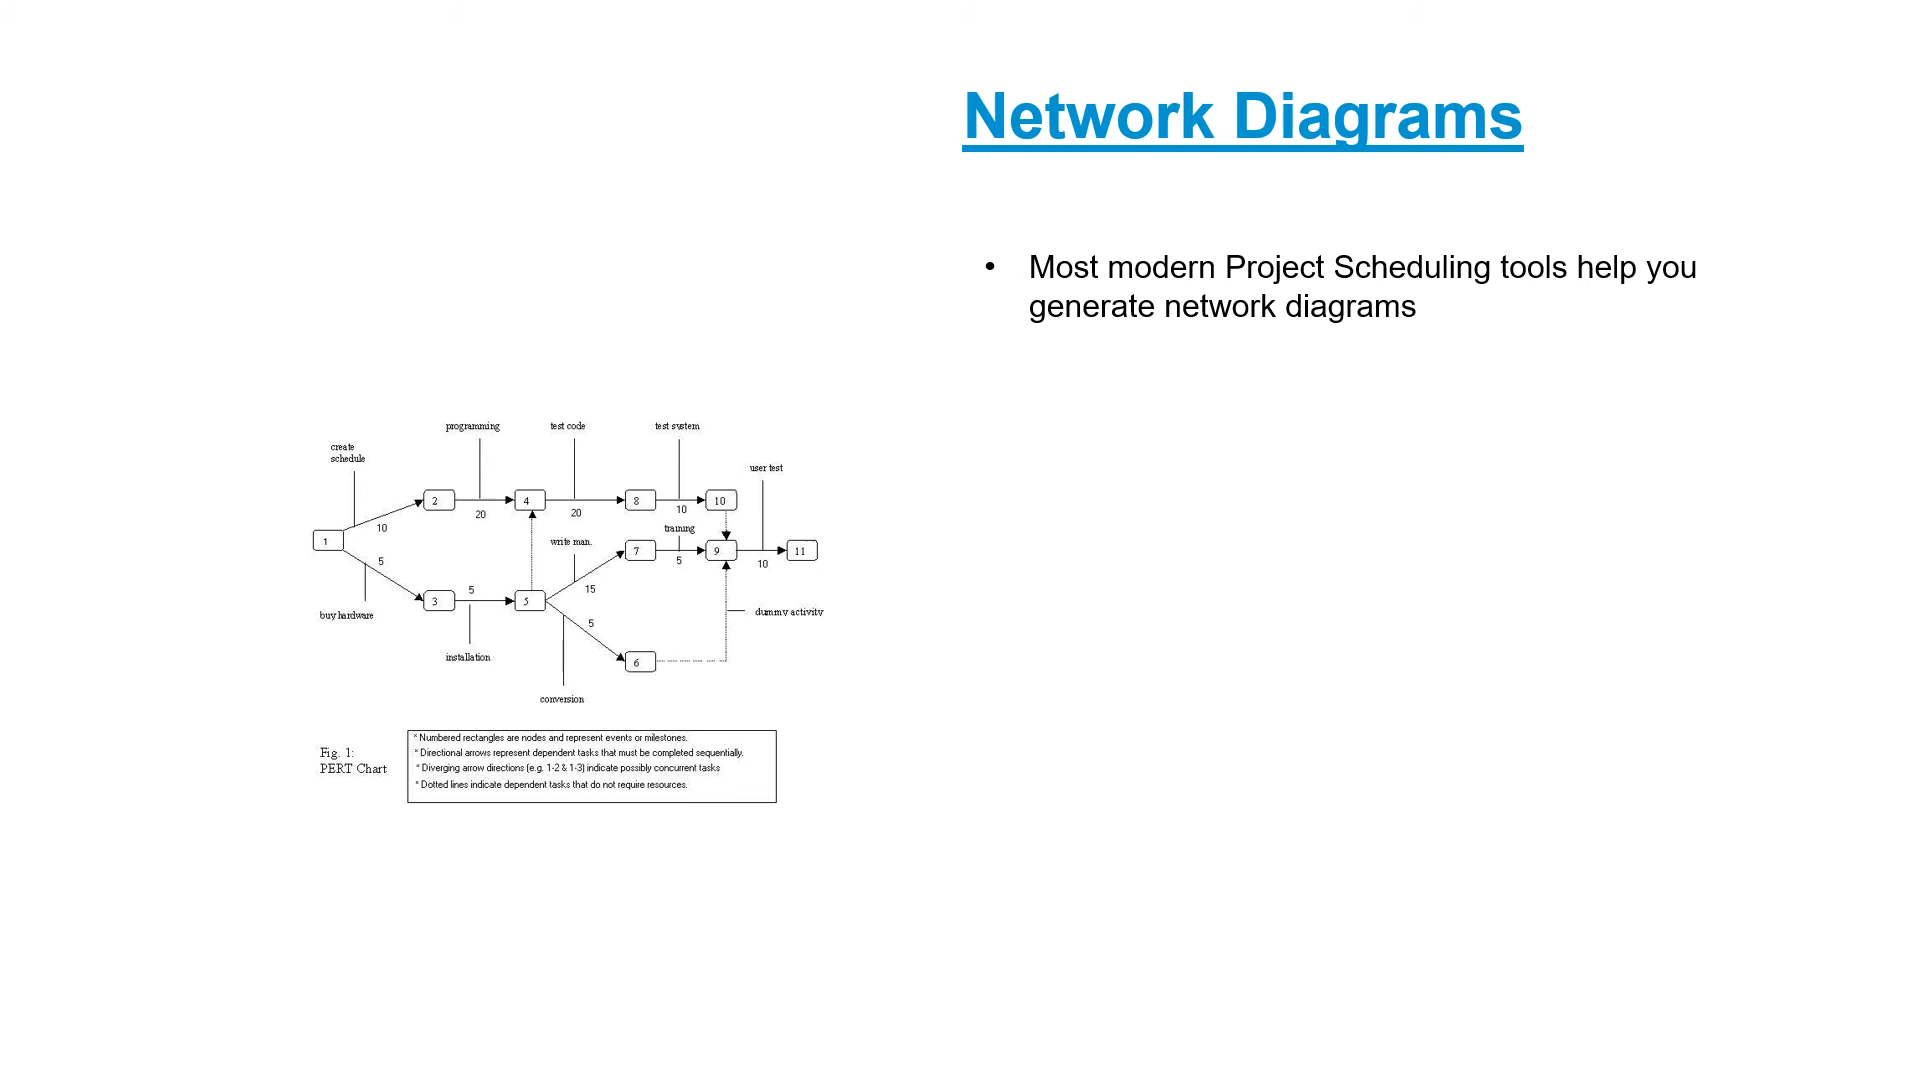 Network Diagrams
• Most modern Project Scheduling tools help you
generate network diagrams
programming
test code
test system
create
schedule
user test
2
4
8
10
20
20
10
10
training
1
write man.
7
9
11
5
5
10
15
5
3
5
buy hardware
dummy activity
5
6
installation
conversion
Fig. 1:
PERT Chart
* Numbered rectangles are nodes and represent events or milestones.
* Directional arrows represent dependent tasks that must be completed sequentially.
* Diverging arrow directions (e.g. 1-2 & 1-3) indicate possibly concurrent tasks
* Dotted lines indicate dependent tasks that do not require resources.